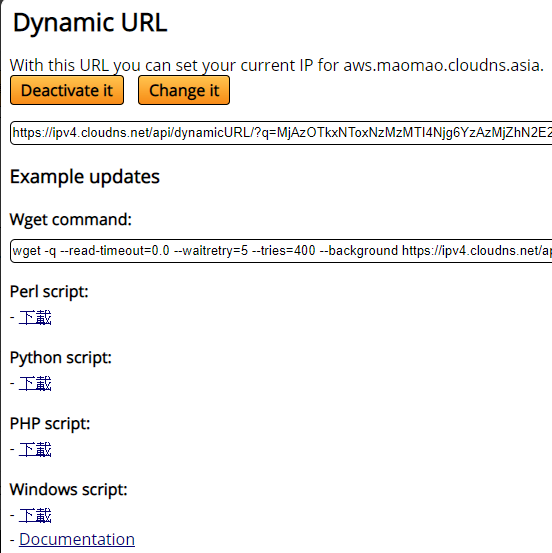 Dynamic URL
With this URL you can set your current IP for aws.maomao.cloudns.asia.
Deactivate it Change it
https://ipv4.cloudns.net/api/dynamicURL/?q=MjAzOTkxNToxNzMzMTI4Njg6YzAzMjZhN2E2
Example updates
Wget command:
wget -q --read-timeout=0.0 --waitretry=5 --tries=400 --background https://ipv4.cloudns.net/ap
Perl script:
- 下載
Python script:
- 下載
PHP script:
- 下載
Windows script:
- 下載
- Documentation